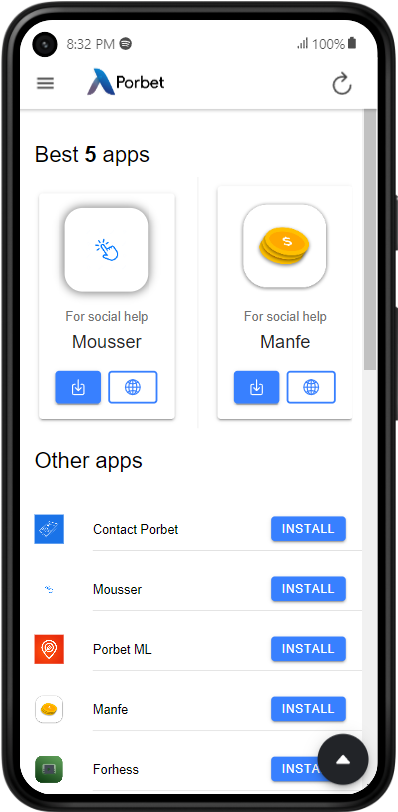 8:32 PM
100%
Porbet
Best 5 apps
For social help
Mousser
For social help
Manfe
S
Other apps
Contact Porbet
INSTALL
Mousser
INSTALL
Porbet ML
INSTALL
Manfe
INSTALL
Forhess
INSTA